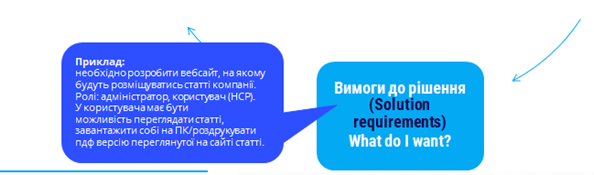 Приклад:
необхідно розробити вебсайт, на якому
будуть розміщуватись статті компанії.
Ролі: адміністратор, користувач (HCP).
У користувача має бути
можливість переглядати статті,
завантажити собі на ПК/роздрукувати
пдф версію переглянутої на сайті статті.
Вимоги до рішення
(Solution
requirements)
What do I want?